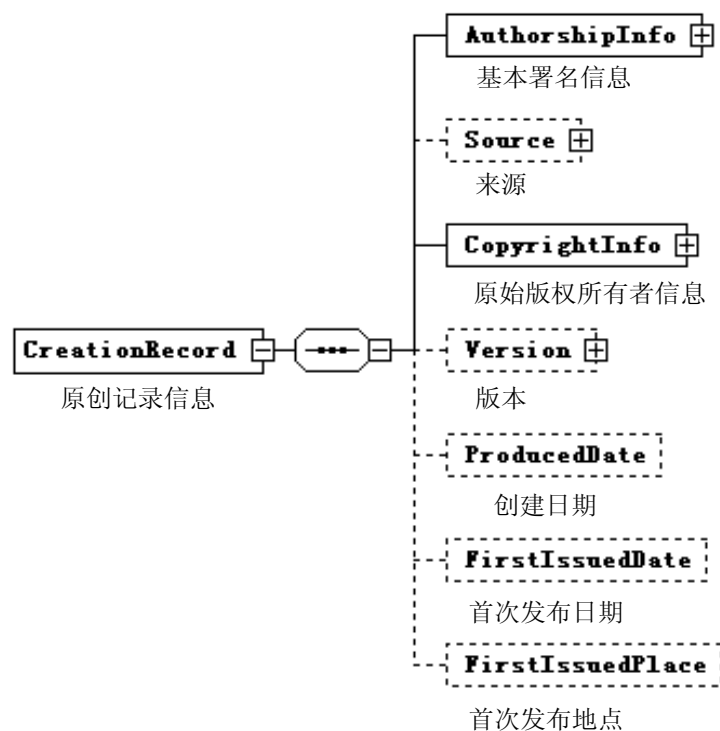 AuthorshipInfo
基本署名信息
Source
来源
CopyrightInfo
原始版权所有者信息
CreationRecord
原创记录信息
Version
版本
ProducedDate
创建日期
FirstIssuedDate
首次发布日期
FirstIssuedPlace
首次发布地点